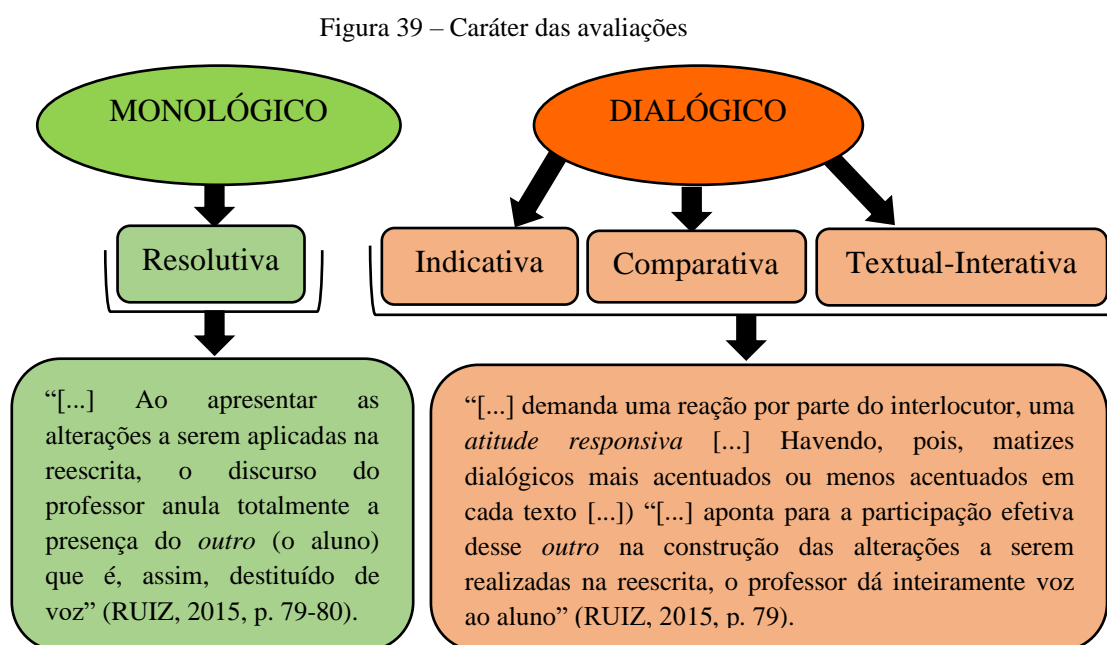 Figura 39 – Caráter das avaliações
MONOLÓGICO
DIALÓGICO
Resolutiva
Indicativa
Comparativa
Textual-Interativa
“[...] Ao apresentar as
alterações a serem aplicadas na
reescrita, o discurso do
professor anula totalmente a
presença do outro (o aluno)
que é, assim, destituído de
voz” (RUIZ, 2015, p. 79-80).
“[...] demanda uma reação por parte do interlocutor, uma
atitude responsiva [...] Havendo, pois, matizes
dialógicos mais acentuados ou menos acentuados em
cada texto [...]) “[...] aponta para a participação efetiva
desse outro na construção das alterações a serem
realizadas na reescrita, o professor dá inteiramente voz
ao aluno” (RUIZ, 2015, p. 79).